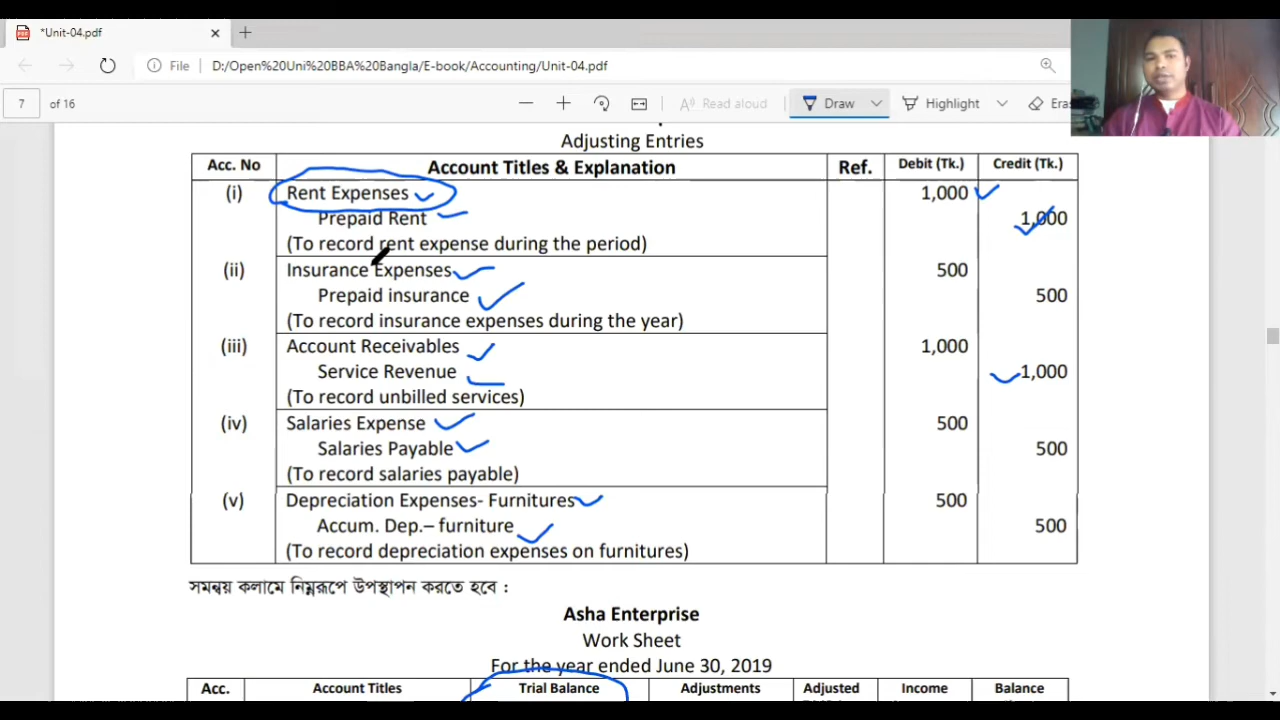 *Unit-04.pdf
File D:/Open%20Uni%20BBA%20Bangla/E-book/Accounting/Unit-04.pdf
7 of 16 Read aloud Draw Highlight
Adjusting Entries
Acc. No Account Titles & Explanation Ref. Debit (Tk.) Credit (Tk.)
(i) Rent Expenses 1,000
Prepaid Rent 1,000
(To record rent expense during the period)
(ii) Insurance Expenses 500
Prepaid insurance 500
(To record insurance expenses during the year)
(iii) Account Receivables 1,000
Service Revenue 1,000
(To record unbilled services)
(iv) Salaries Expense 500
Salaries Payable 500
(To record salaries payable)
(v) Depreciation Expenses- Furnitures 500
Accum. Dep.– furniture 500
(To record depreciation expenses on furnitures)
সমন্বয় কলামে নিম্নরূপে উপস্থাপন করতে হবে :
Asha Enterprise
Work Sheet
For the year ended June 30, 2019
Acc. Account Titles Trial Balance Adjustments Adjusted Income Balance